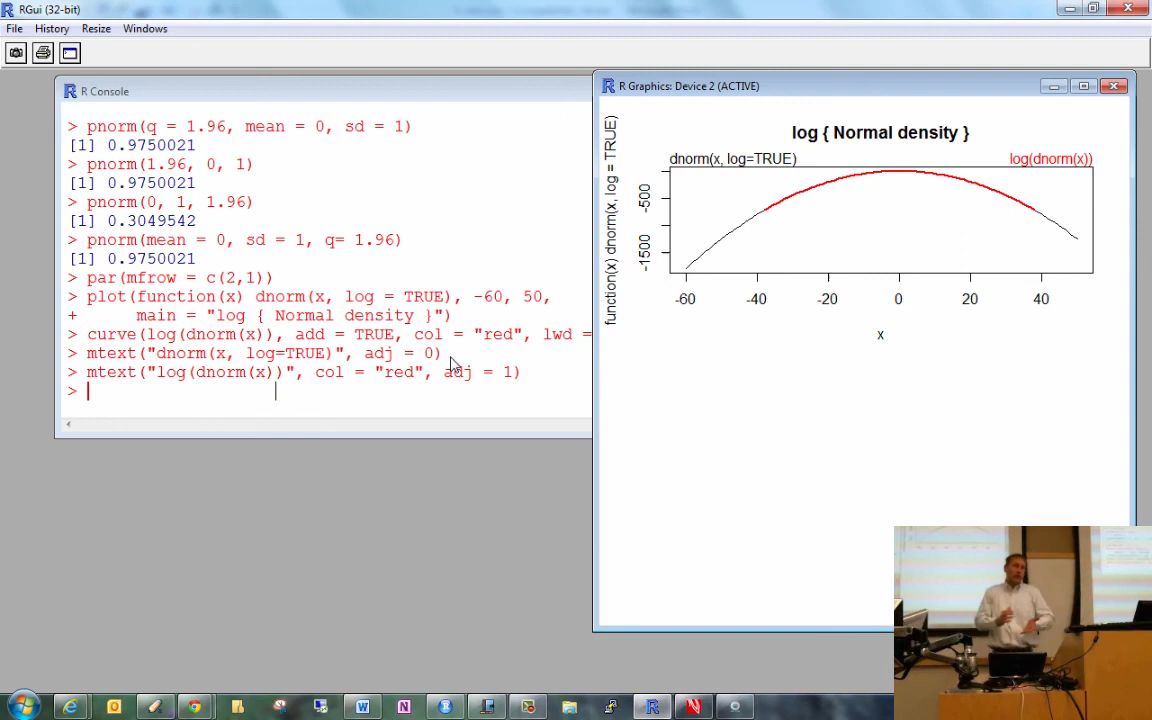 RGui (32-bit)
File History Resize Windows
R Console
> pnorm(q = 1.96, mean = 0, sd = 1)
[1] 0.9750021
> pnorm(1.96, 0, 1)
[1] 0.9750021
> pnorm(0, 1, 1.96)
[1] 0.3049542
> pnorm(mean = 0, sd = 1, q= 1.96)
[1] 0.9750021
> par(mfrow = c(2,1))
> plot(function(x) dnorm(x, log = TRUE), -60, 50,
+ main = "log { Normal density }")
> curve(log(dnorm(x)), add = TRUE, col = "red", lwd =
> mtext("dnorm(x, log=TRUE)", adj = 0)
> mtext("log(dnorm(x))", col = "red", adj = 1)
>
R Graphics: Device 2 (ACTIVE)
log { Normal density }
dnorm(x, log=TRUE) log(dnorm(x))
function(x) dnorm(x, log = TRUE)
-500
-1500
-60 -40 -20 0 20 40
x